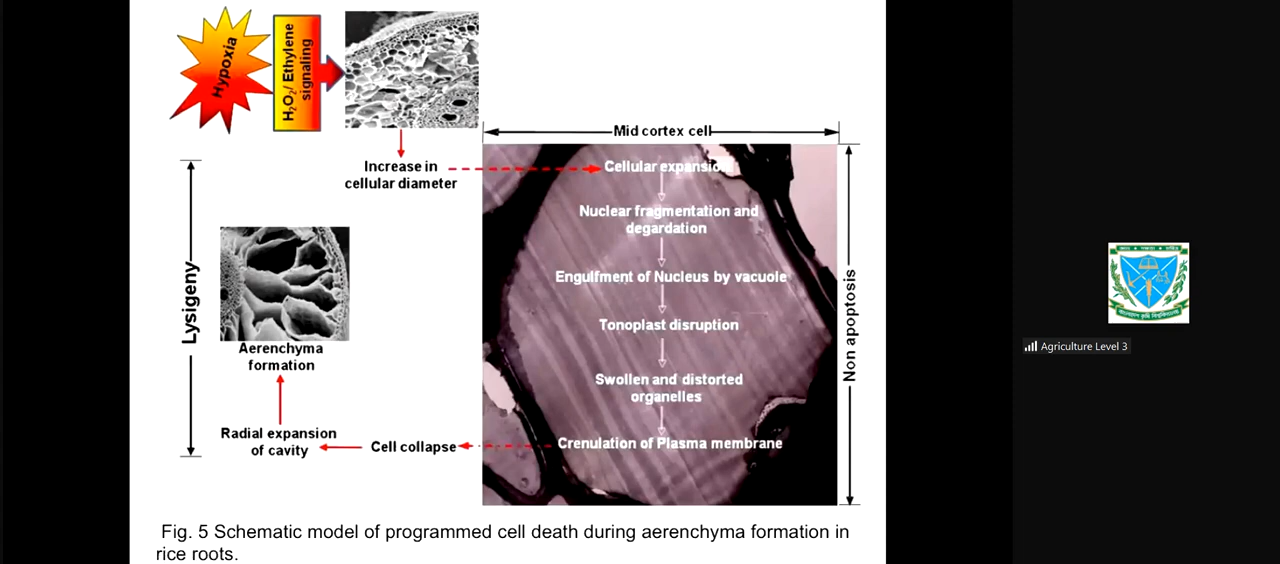 Hypoxia
H₂O₂/ Ethylene
signaling
Mid cortex cell
Increase in
cellular diameter
Cellular expansion
Nuclear fragmentation and
degardation
Engulfment of Nucleus by vacuole
Tonoplast disruption
Swollen and distorted
organelles
Crenulation of Plasma membrane
Non apoptosis
Lysigeny
Aerenchyma
formation
Radial expansion
of cavity
Cell collapse
Fig. 5 Schematic model of programmed cell death during aerenchyma formation in
rice roots.
Agriculture Level 3